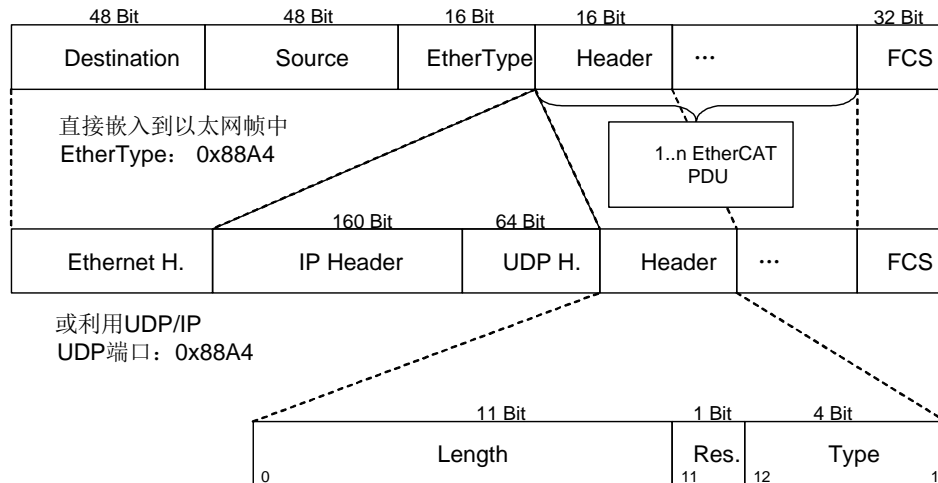 48 Bit 48 Bit 16 Bit 16 Bit 32 Bit
Destination Source EtherType Header … FCS
直接嵌入到以太网帧中
EtherType： 0x88A4
1..n EtherCAT
PDU
160 Bit 64 Bit
Ethernet H. IP Header UDP H. Header … FCS
或利用UDP/IP
UDP端口：0x88A4
11 Bit 1 Bit 4 Bit
Length Res. Type
0 11 12